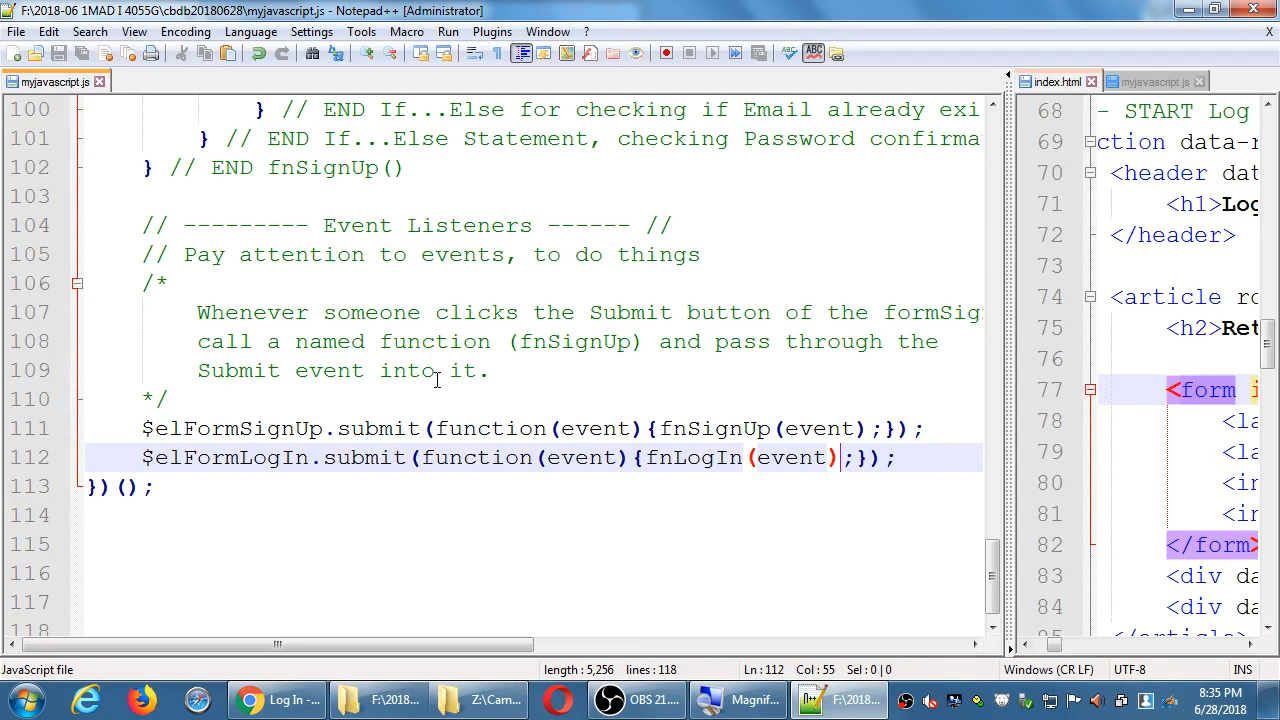 F:\2018-06 1MAD I 4055G\cbdb20180628\myjavascript.js - Notepad++ [Administrator]
File Edit Search View Encoding Language Settings Tools Macro Run Plugins Window ? X
myjavascript.js
100 } // END If...Else for checking if Email already exi
101 } // END If...Else Statement, checking Password confirma
102 } // END fnSignUp()
103
104 // --------- Event Listeners ------ //
105 // Pay attention to events, to do things
106 /*
107 Whenever someone clicks the Submit button of the formSig
108 call a named function (fnSignUp) and pass through the
109 Submit event into it.
110 */
111 $elFormSignUp.submit(function(event){fnSignUp(event);});
112 $elFormLogIn.submit(function(event){fnLogIn(event);});
113 })();
114
115
116
117
118
index.html myjavascript.js
68 - START Log
69 ction data-r
70 <header dat
71 <h1>Log
72 </header>
73
74 <article ro
75 <h2>Ret
76
77 <form i
78 <la
79 <la
80 <in
81 <in
82 </form>
83 <div da
84 <div da
85 </article>
JavaScript file length : 5,256 lines : 118 Ln : 112 Col : 55 Sel : 0 | 0 Windows (CR LF) UTF-8 INS
Log In -... F:\2018... Z:\Cam... OBS 21.... Magnif... F:\2018... 8:35 PM
6/28/2018